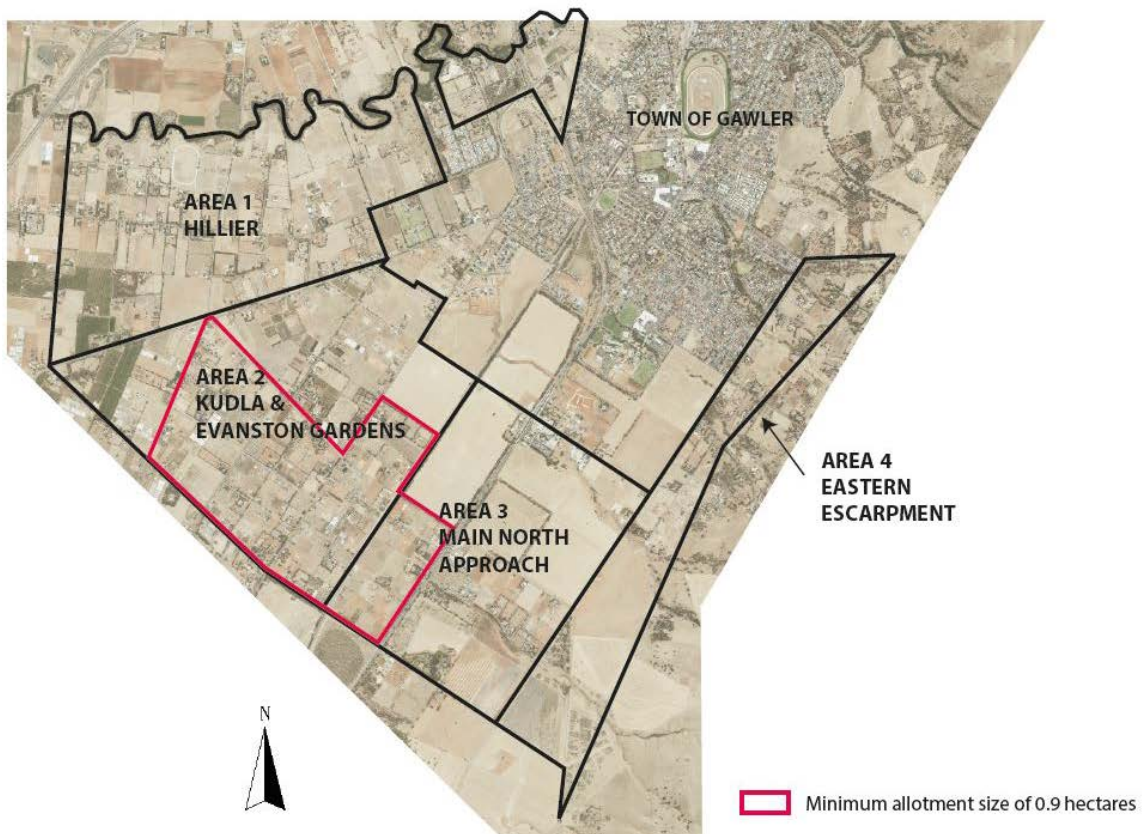 TOWN OF GAWLER
AREA 1
HILLIER
AREA 2
KUDLA &
EVANSTON GARDENS
AREA 4
EASTERN
ESCARPMENT
AREA 3
MAIN NORTH
APPROACH
N
Minimum allotment size of 0.9 hectares